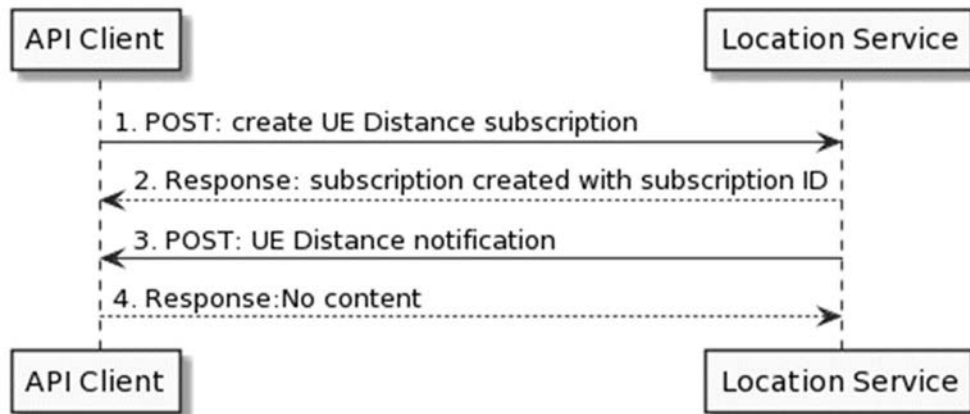 API Client Location Service
1. POST: create UE Distance subscription
2. Response: subscription created with subscription ID
3. POST: UE Distance notification
4. Response:No content
API Client Location Service